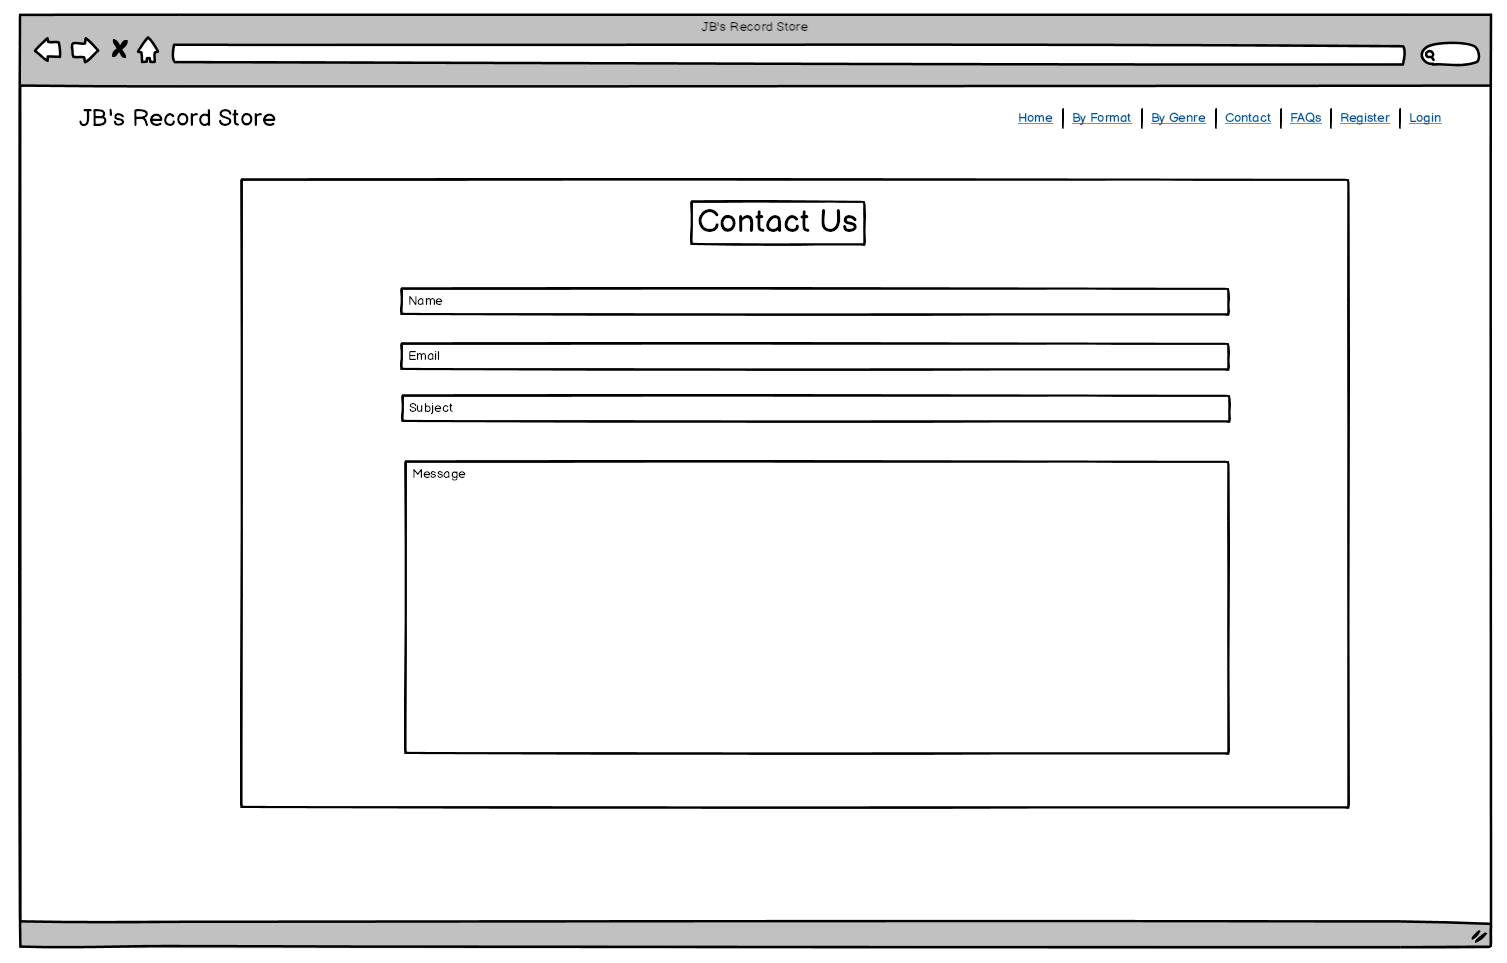 JB's Record Store
JB's Record Store
Home By Format By Genre Contact FAQs Register Login
Contact Us
Name
Email
Subject
Message